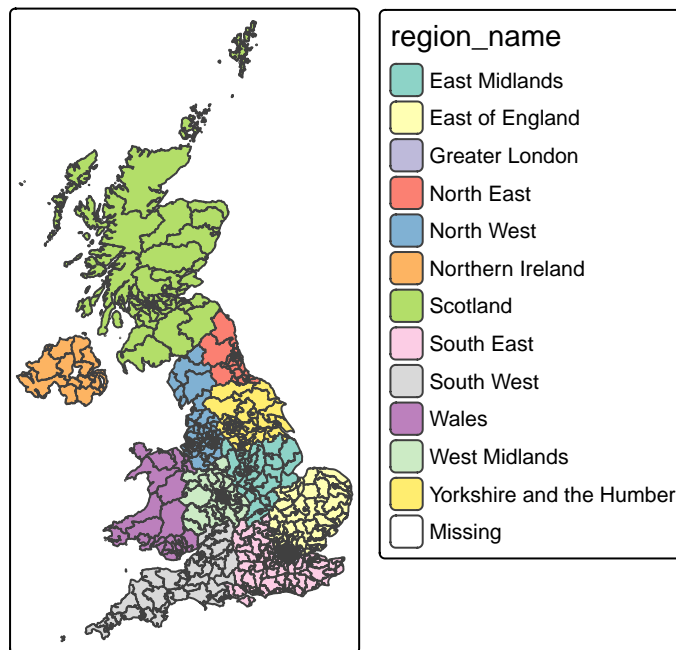 region_name
East Midlands
East of England
Greater London
North East
North West
Northern Ireland
Scotland
South East
South West
Wales
West Midlands
Yorkshire and the Humber
Missing